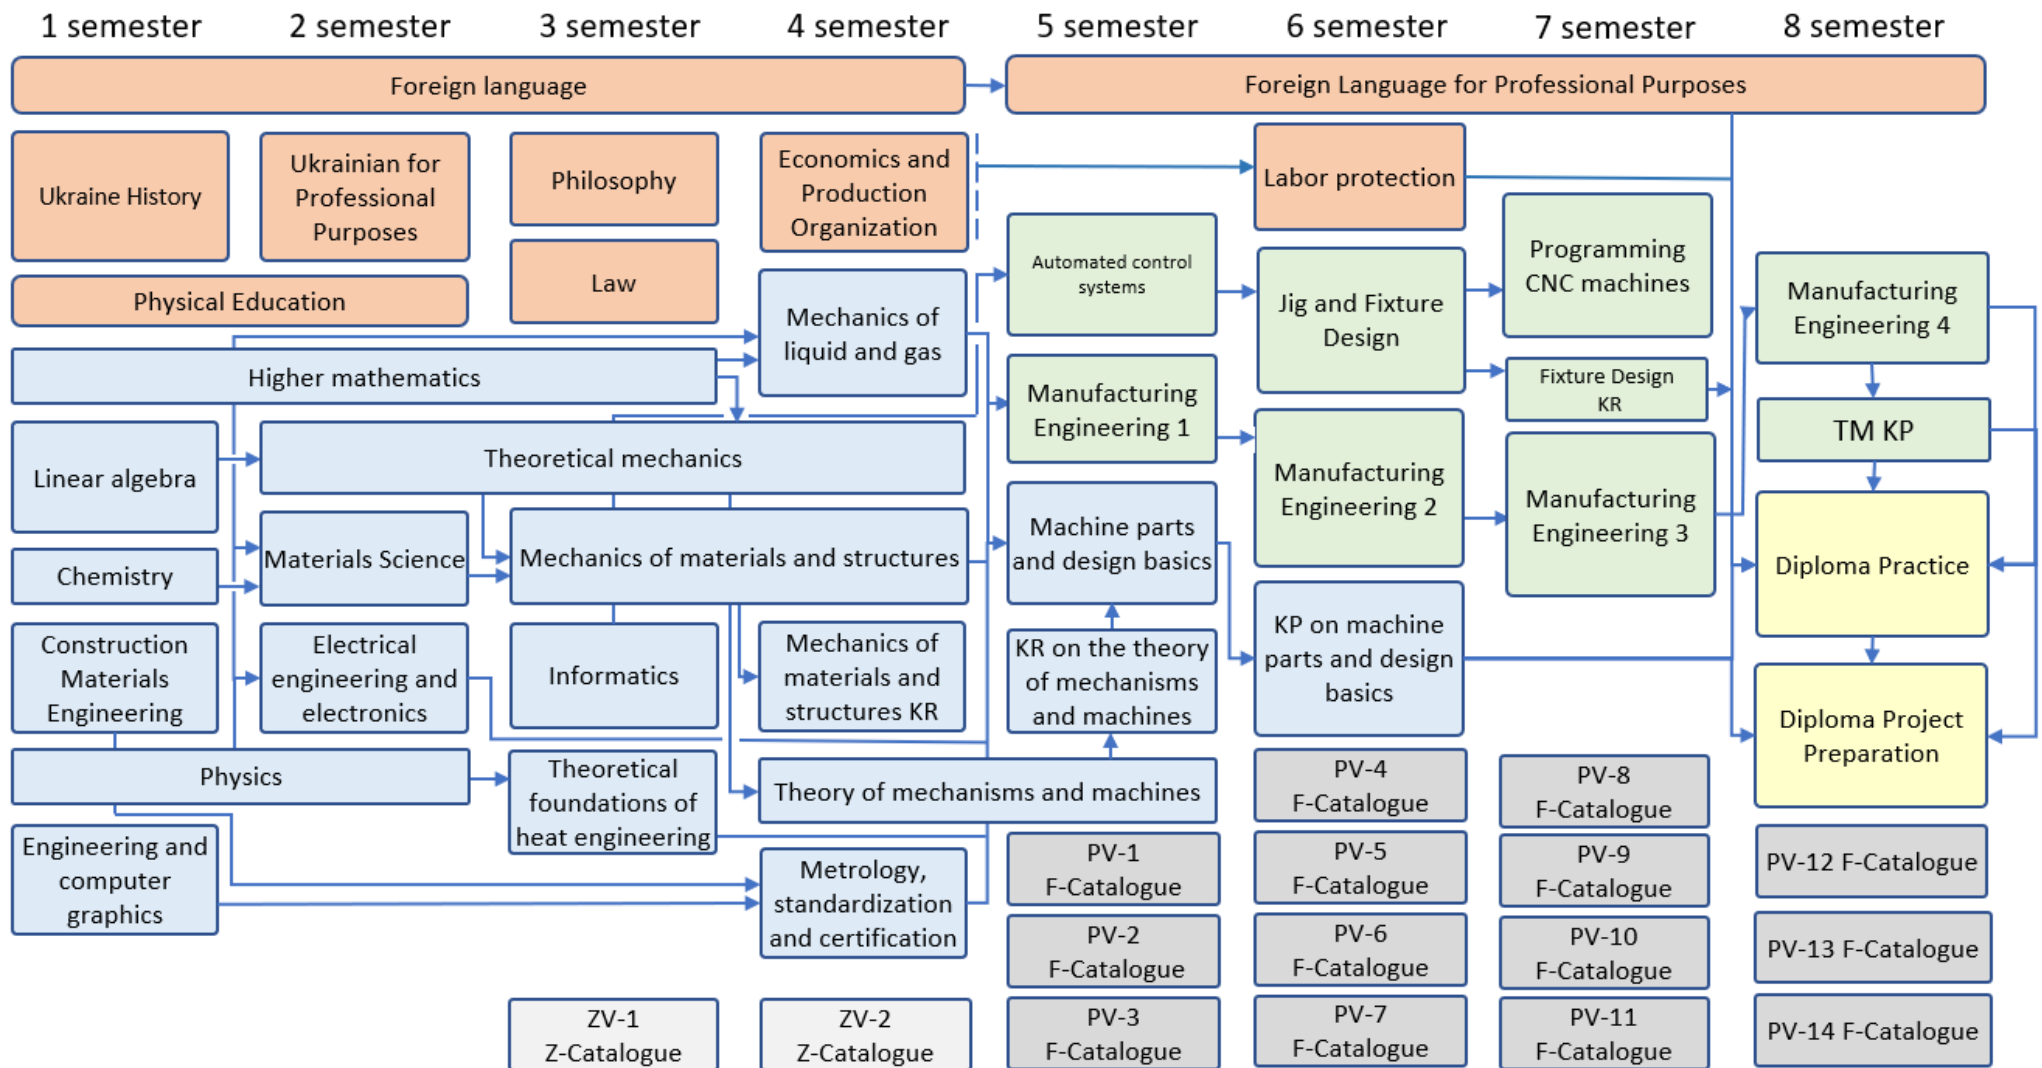 1 semester
2 semester
3 semester
4 semester
5 semester
6 semester
7 semester
8 semester
Foreign language
Foreign Language for Professional Purposes
Ukraine History
Physical Education
Higher mathematics
Linear algebra
Chemistry
Construction
Materials
Engineering
Physics
Engineering and
computer
graphics
Ukrainian for
Professional
Purposes
Theoretical mechanics
Materials Science
Electrical
engineering and
electronics
Philosophy
Law
Mechanics of materials and structures
Informatics
Theoretical
foundations of
heat engineering
ZV-1
Z-Catalogue
Economics and
Production
Organization
Mechanics of
liquid and gas
Mechanics of
materials and
structures KR
Theory of mechanisms and machines
Metrology,
standardization
and certification
ZV-2
Z-Catalogue
Automated control
systems
Manufacturing
Engineering 1
Machine parts
and design basics
KR on the theory
of mechanisms
and machines
PV-1
F-Catalogue
PV-2
F-Catalogue
PV-3
F-Catalogue
Labor protection
Jig and Fixture
Design
Manufacturing
Engineering 2
KP on machine
parts and design
basics
PV-4
F-Catalogue
PV-5
F-Catalogue
PV-6
F-Catalogue
PV-7
F-Catalogue
Programming
CNC machines
Fixture Design
KR
Manufacturing
Engineering 3
PV-8
F-Catalogue
PV-9
F-Catalogue
PV-10
F-Catalogue
PV-11
F-Catalogue
Manufacturing
Engineering 4
TM KP
Diploma Practice
Diploma Project
Preparation
PV-12 F-Catalogue
PV-13 F-Catalogue
PV-14 F-Catalogue